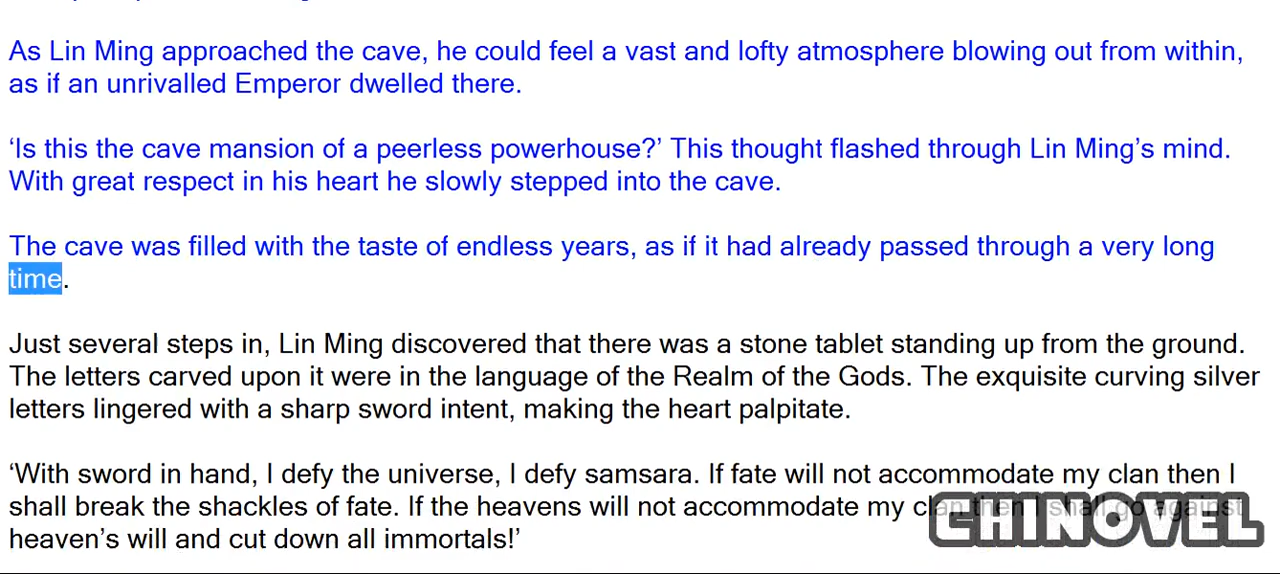 As Lin Ming approached the cave, he could feel a vast and lofty atmosphere blowing out from within,
as if an unrivalled Emperor dwelled there.
‘Is this the cave mansion of a peerless powerhouse?’ This thought flashed through Lin Ming’s mind.
With great respect in his heart he slowly stepped into the cave.
The cave was filled with the taste of endless years, as if it had already passed through a very long
time.
Just several steps in, Lin Ming discovered that there was a stone tablet standing up from the ground.
The letters carved upon it were in the language of the Realm of the Gods. The exquisite curving silver
letters lingered with a sharp sword intent, making the heart palpitate.
‘With sword in hand, I defy the universe, I defy samsara. If fate will not accommodate my clan then I
shall break the shackles of fate. If the heavens will not accommodate my clan then I shall go against
heaven’s will and cut down all immortals!’
CHINOVEL